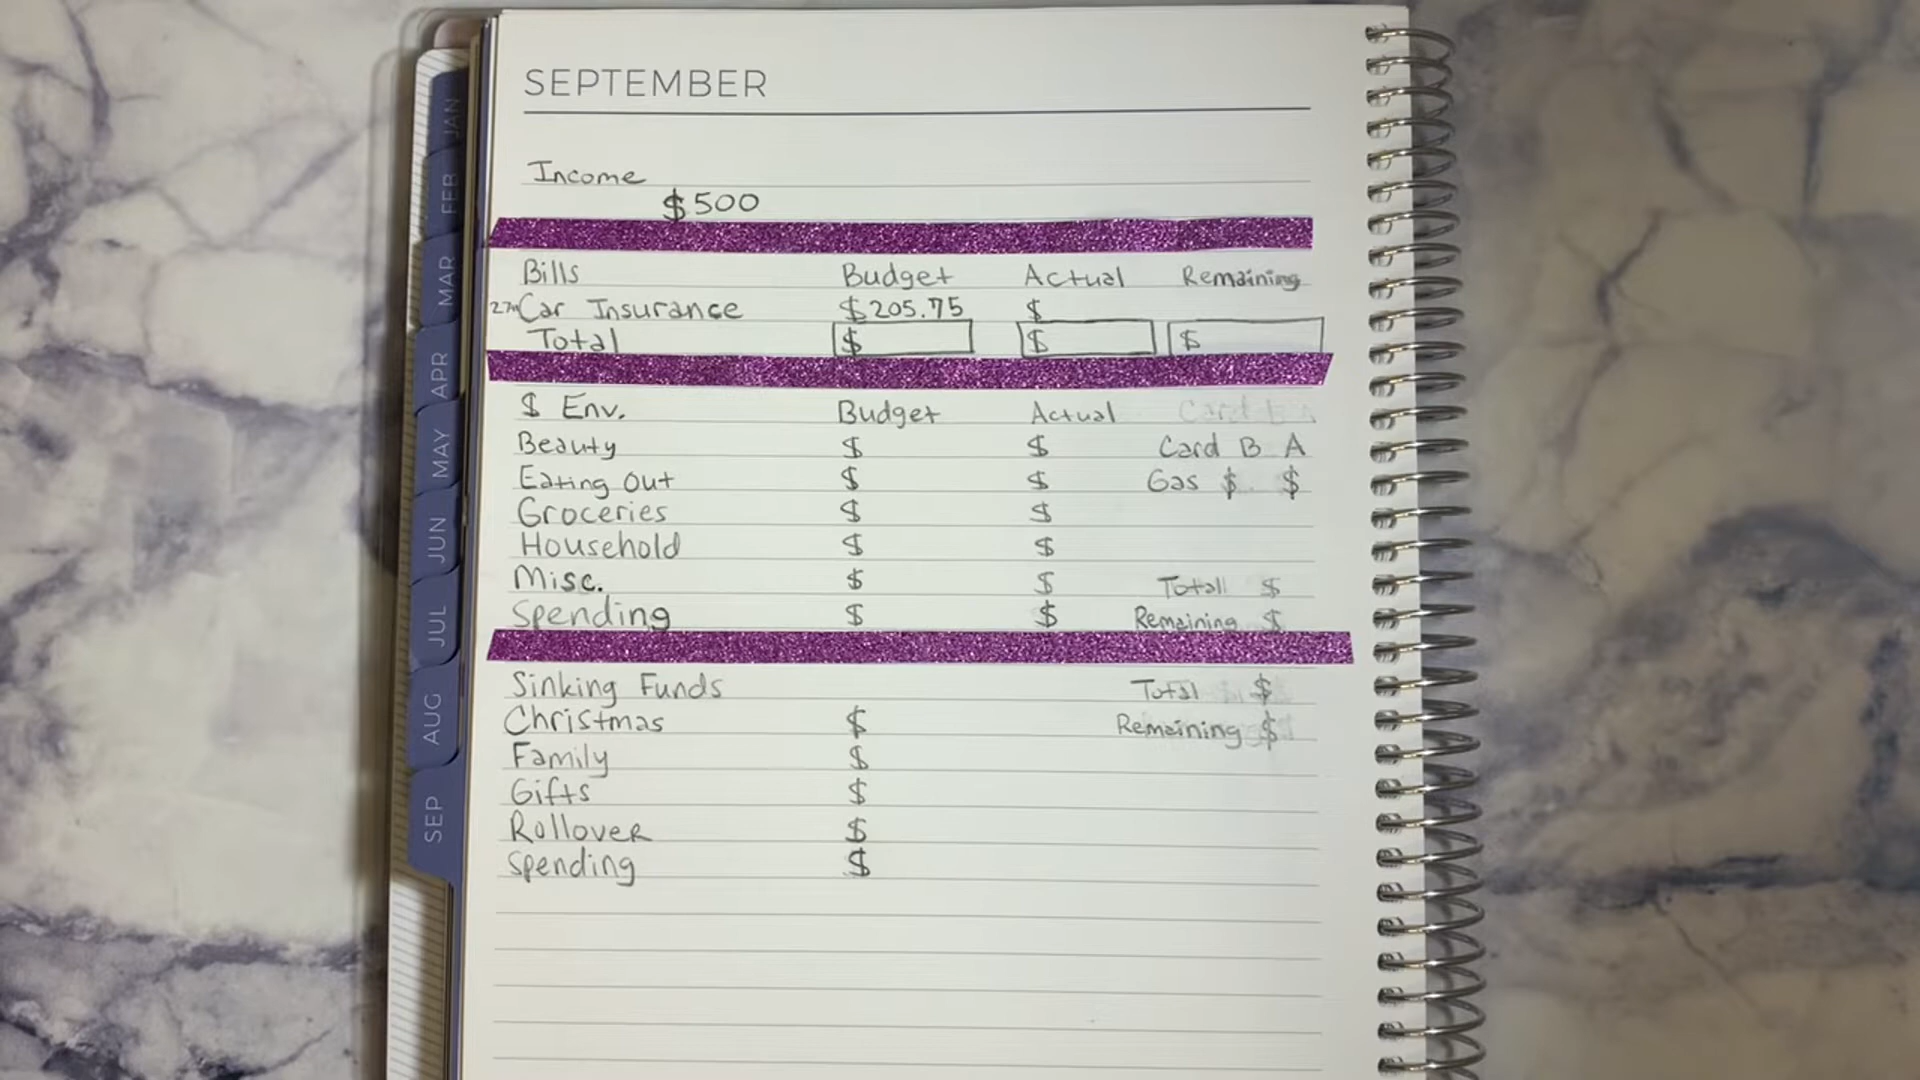 SEPTEMBER
Income
$500
Bills Budget Actual Remaining
27th Car Insurance $205.75 $
Total $ $ $
$ Env. Budget Actual
Beauty $ $ Card B A
Eating Out $ $ Gas $ $
Groceries $ $
Household $ $
Misc. $ $ Total $
Spending $ $ Remaining $
Sinking Funds Total $
Christmas $ Remaining $
Family $
Gifts $
Rollover $
Spending $
JAN
FEB
MAR
APR
MAY
JUN
JUL
AUG
SEP